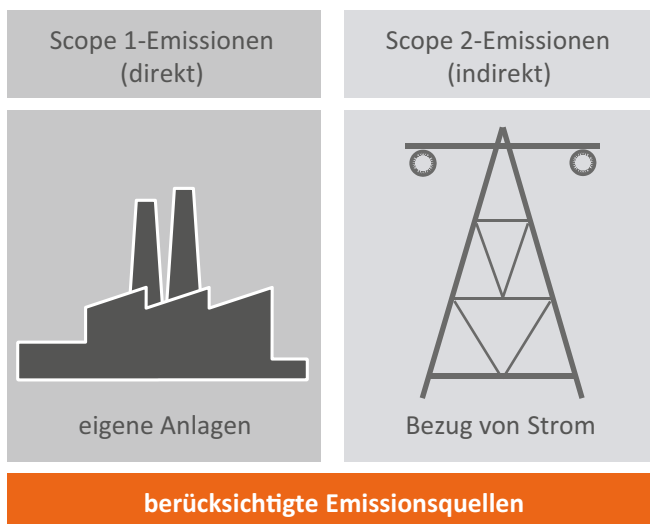 Scope 1-Emissionen
(direkt)
Scope 2-Emissionen
(indirekt)
eigene Anlagen
Bezug von Strom
berücksichtigte Emissionsquellen